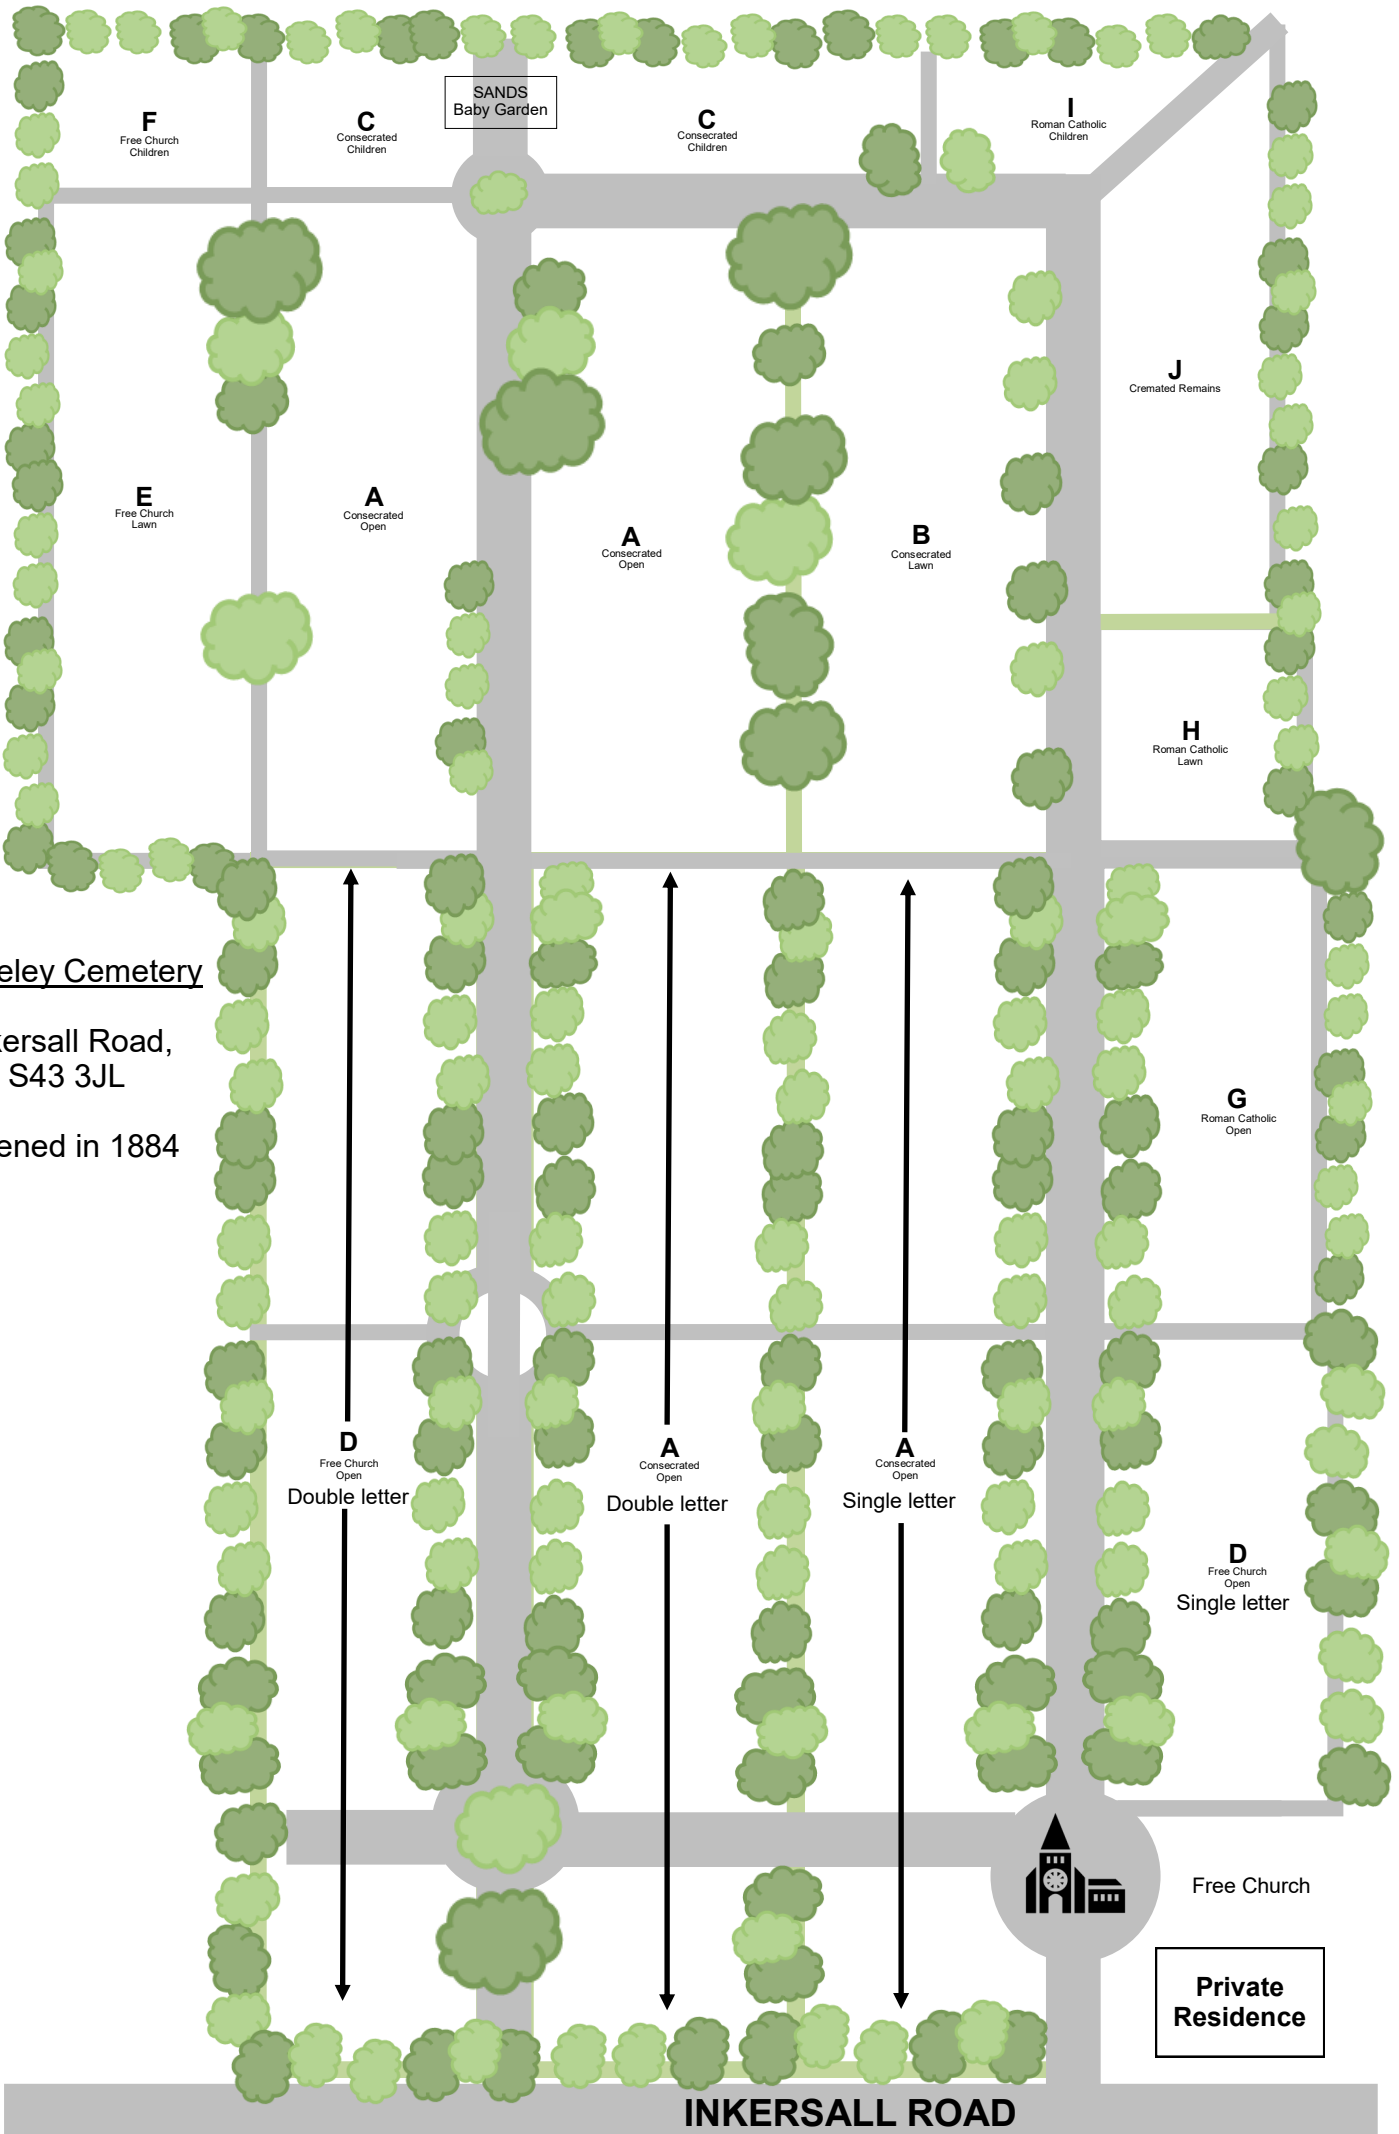 SANDS
Baby Garden
F
Free Church
Children
C
Consecrated
Children
C
Consecrated
Children
I
Roman Catholic
Children
J
Cremated Remains
E
Free Church
Lawn
A
Consecrated
Open
A
Consecrated
Open
B
Consecrated
Lawn
H
Roman Catholic
Lawn
eley Cemetery
ersall Road,
S43 3JL
ened in 1884
G
Roman Catholic
Open
D
Free Church
Open
Double letter
A
Consecrated
Open
Double letter
A
Consecrated
Open
Single letter
D
Free Church
Open
Single letter
Free Church
Private
Residence
INKERSALL ROAD